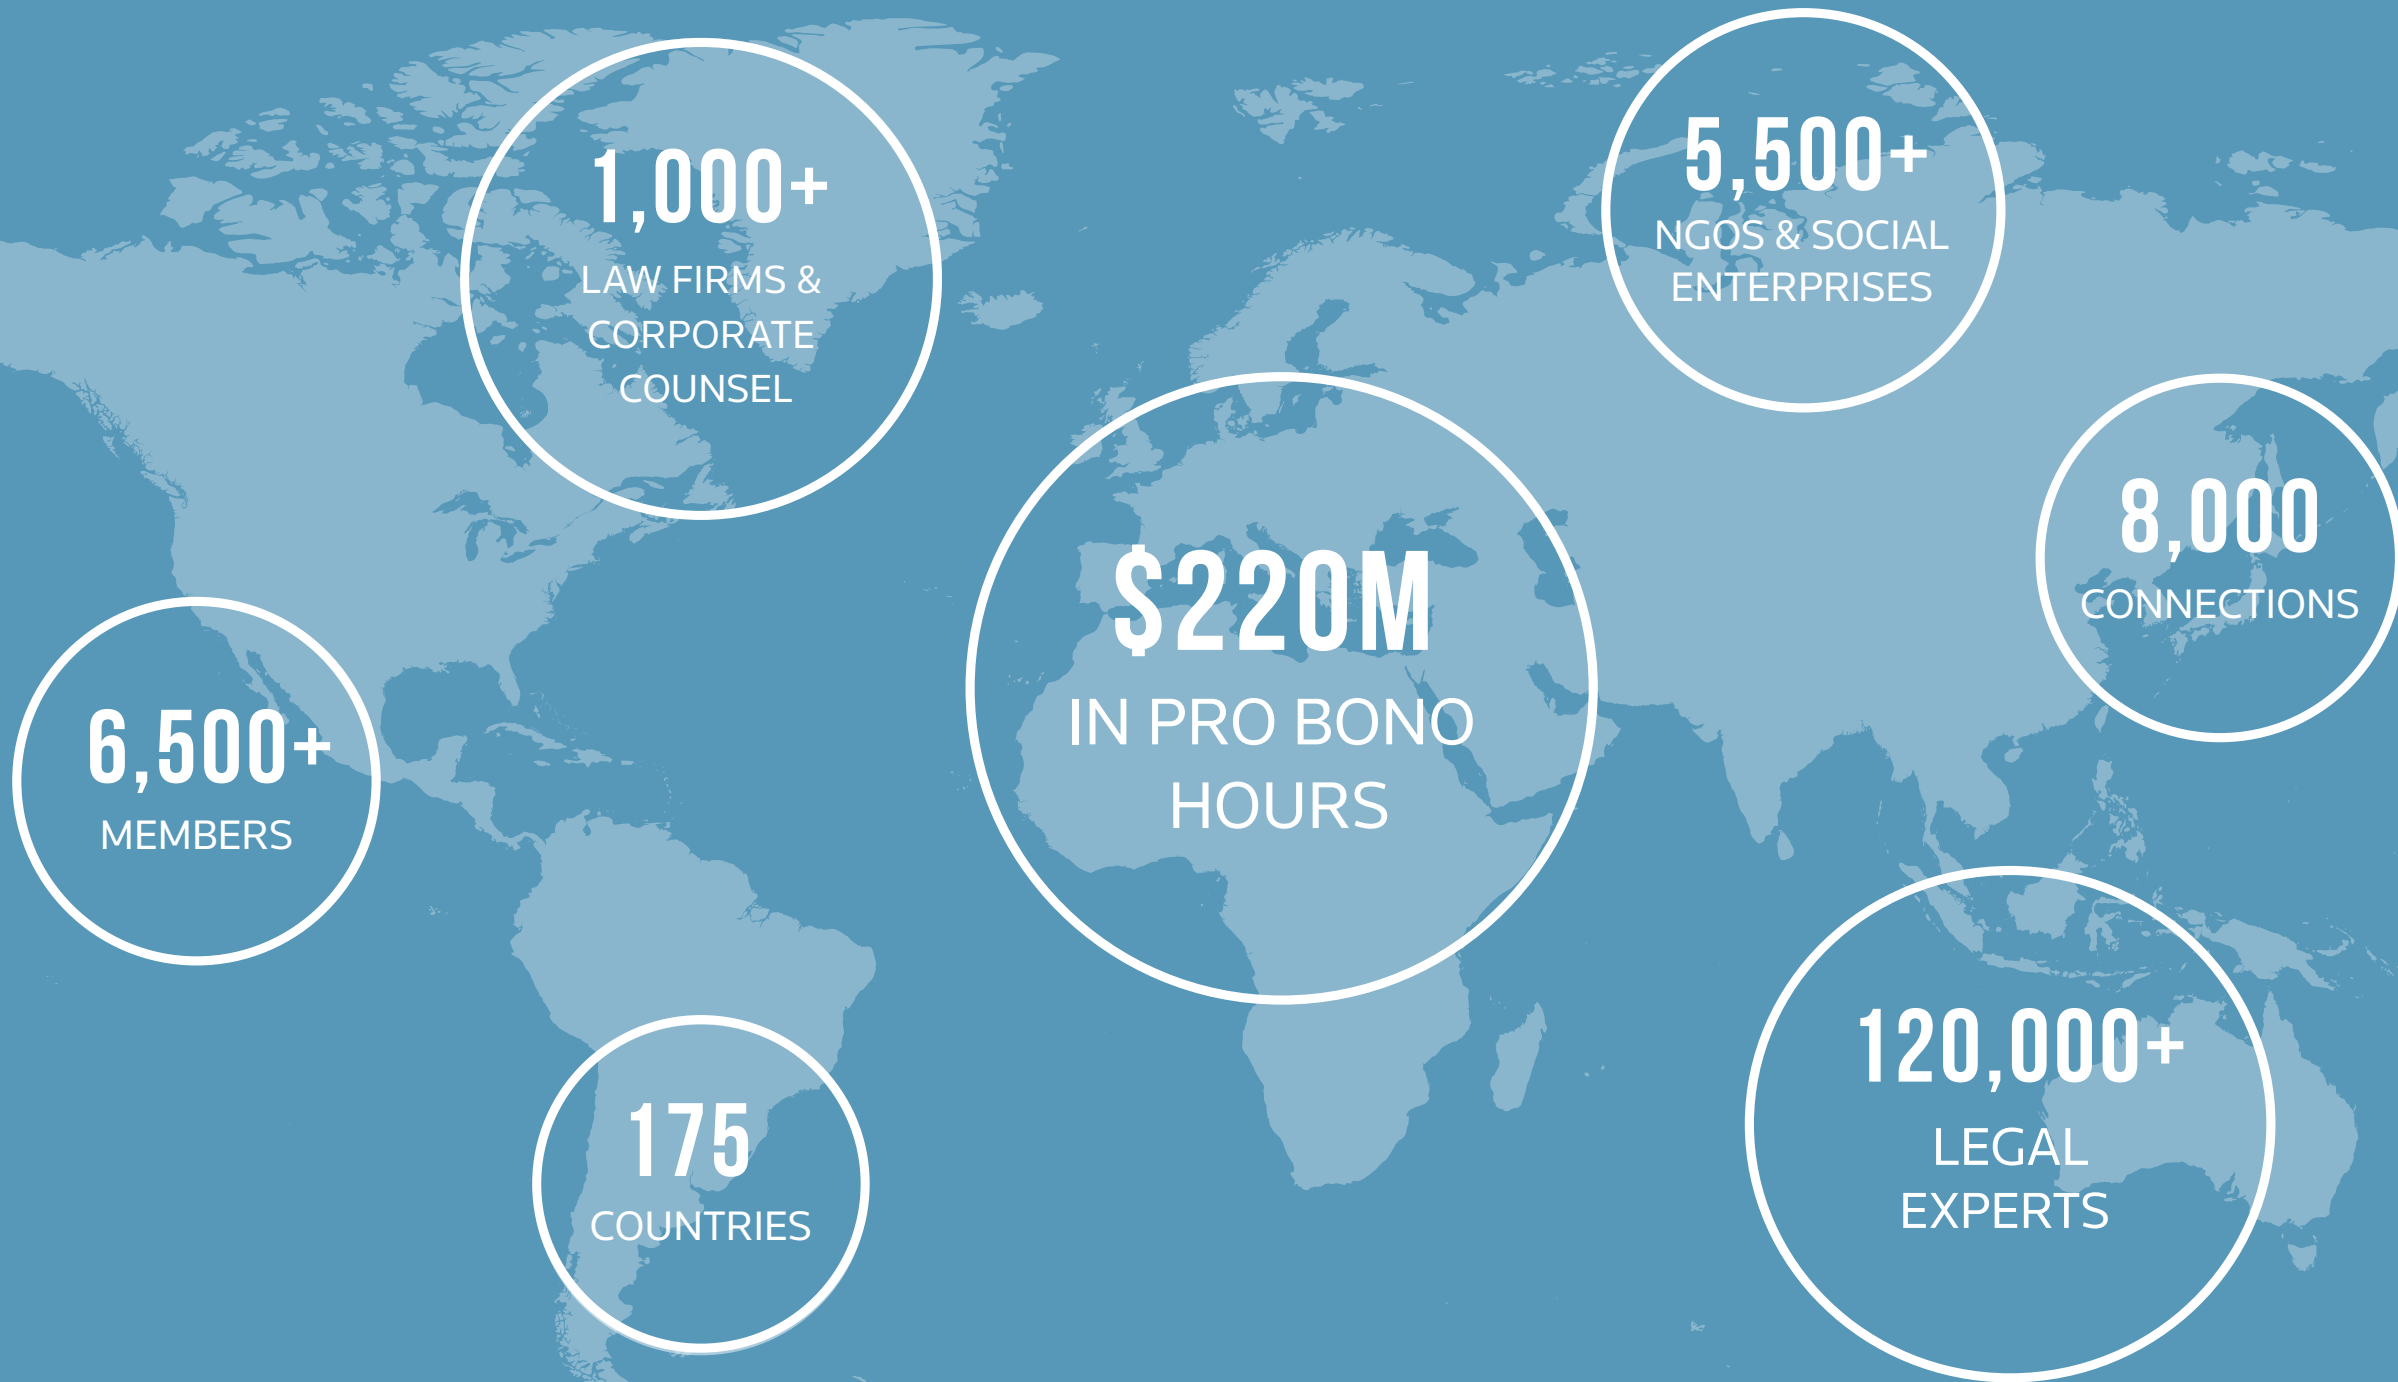 1,000+
LAW FIRMS &
CORPORATE
COUNSEL
5,500+
NGOS & SOCIAL
ENTERPRISES
$220M
IN PRO BONO
HOURS
8,000
CONNECTIONS
6,500+
MEMBERS
175
COUNTRIES
120,000+
LEGAL
EXPERTS